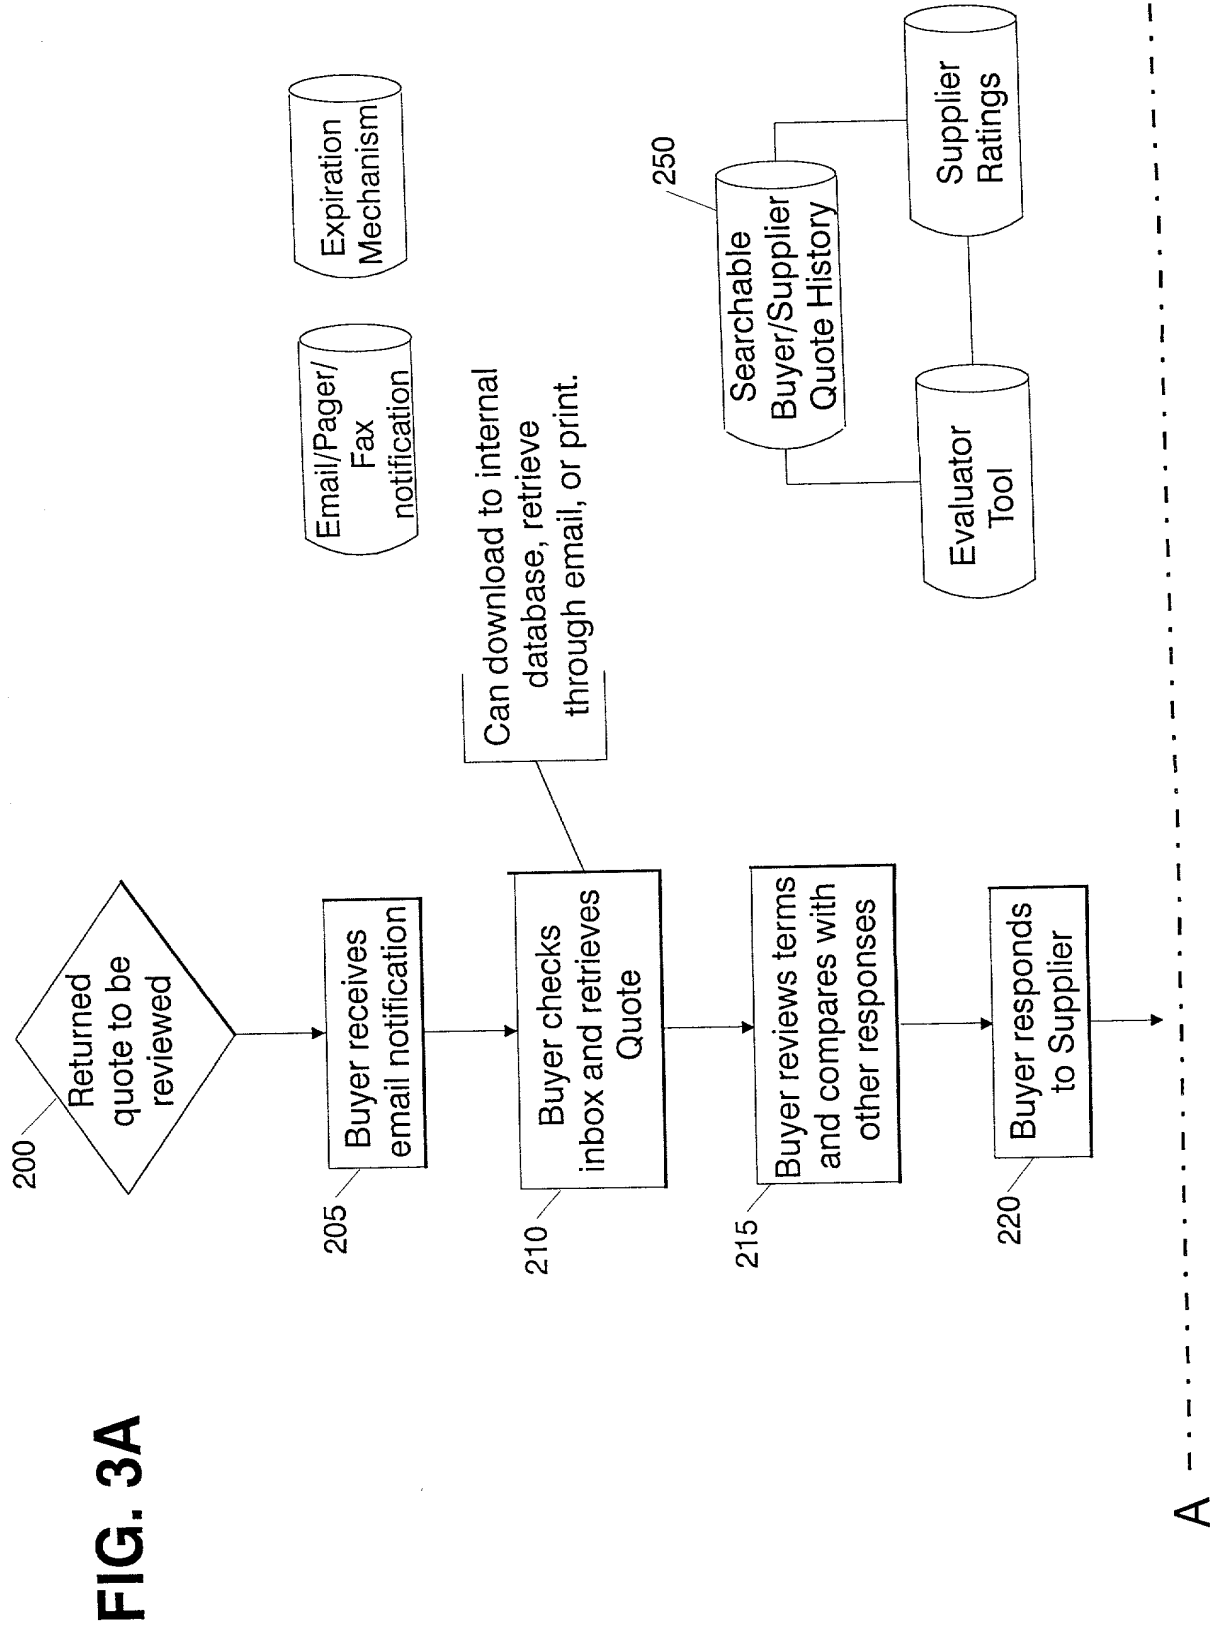 FIG. 3A
200
Returned
quote to be
reviewed
205
Buyer receives
email notification
Email/Pager/
Fax
notification
Expiration
Mechanism
210
Buyer checks
inbox and retrieves
Quote
Can download to internal
database, retrieve
through email, or print.
215
Buyer reviews terms
and compares with
other responses
250
Searchable
Buyer/Supplier
Quote History
220
Buyer responds
to Supplier
Evaluator
Tool
Supplier
Ratings
A